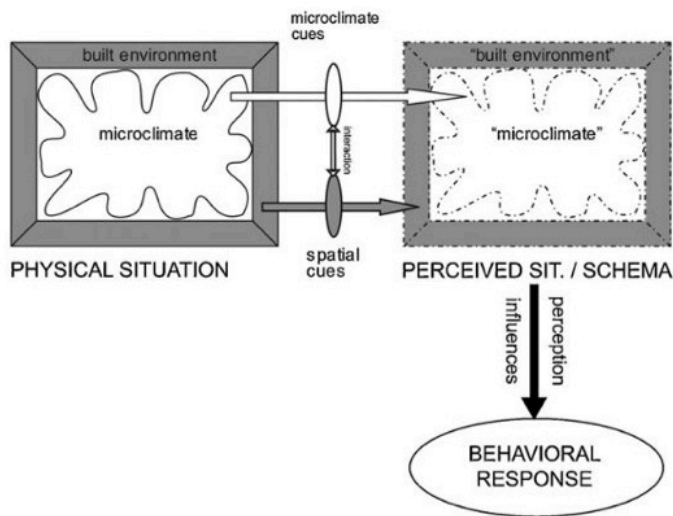 microclimate
cues
built environment
"built environment"
microclimate
interaction
"microclimate"
spatial
cues
PHYSICAL SITUATION
PERCEIVED SIT. / SCHEMA
perception
influences
BEHAVIORAL
RESPONSE